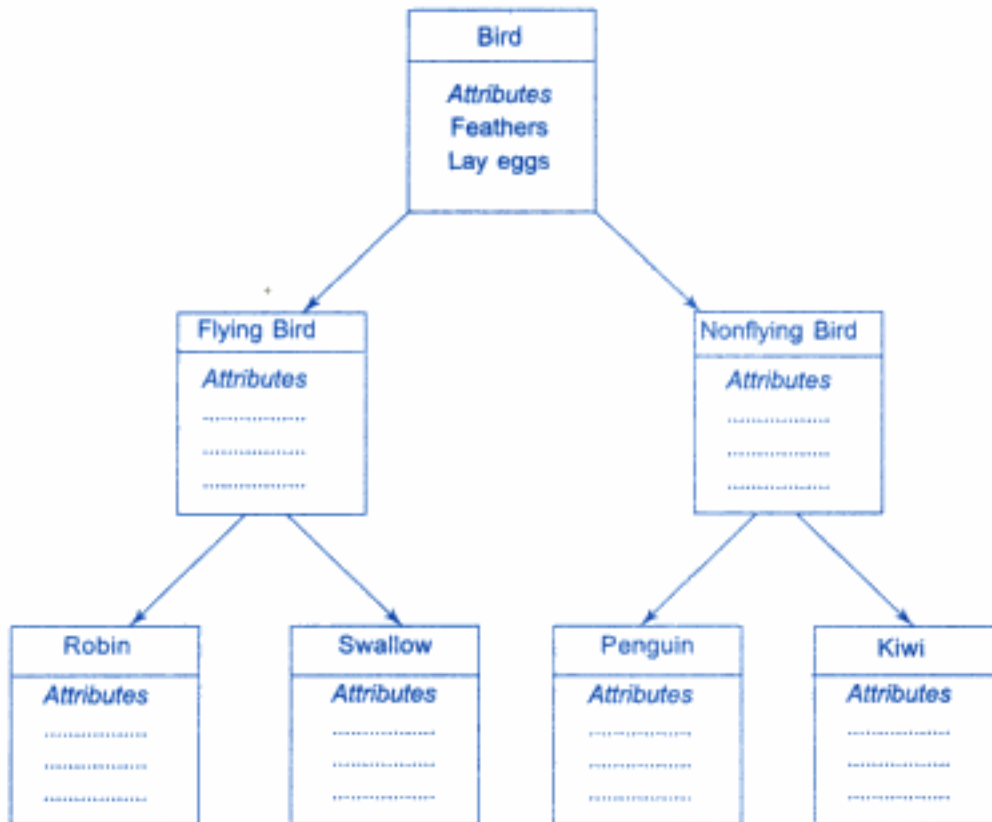 Bird
Attributes
Feathers
Lay eggs
Flying Bird
Attributes
Nonflying Bird
Attributes
Robin
Attributes
Swallow
Attributes
Penguin
Attributes
Kiwi
Attributes